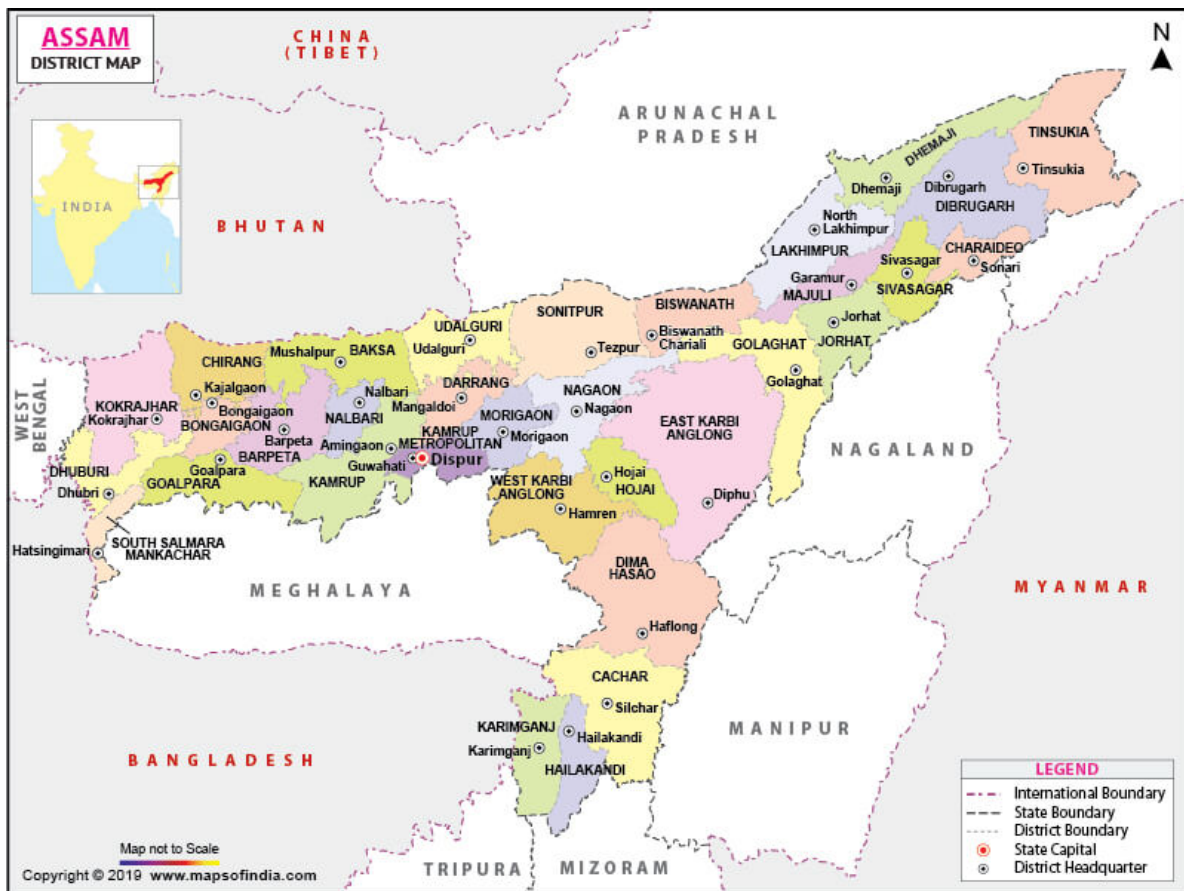 ASSAM
DISTRICT MAP
CHINA
(TIBET)
N
ARUNACHAL
PRADESH
INDIA
BHUTAN
TINSUKIA
Tinsukia
DHEMAJI
Dhemaji
Dibrugarh
DIBRUGARH
North
Lakhimpur
LAKHIMPUR
CHARAIDEO
Sonari
Sivasagar
SIVASAGAR
Garamur
MAJULI
Jorhat
JORHAT
BISWANATH
Biswanath
Chariali
SONITPUR
Tezpur
UDALGURI
Udalguri
GOLAGHAT
Golaghat
CHIRANG
Kajalgaon
Mushalpur
BAKSA
DARRANG
Mangaldoi
NAGAON
Nagaon
WEST
BENGAL
KOKRAJHAR
Kokrajhar
Bongaigaon
BONGAIGAON
Nalbari
NALBARI
Barpeta
BARPETA
MORIGAON
Morigaon
KAMRUP
METROPOLITAN
Amingaon
Guwahati
Dispur
KAMRUP
EAST KARBI
ANGLONG
Diphu
NAGALAND
DHUBURI
Dhubri
Goalpara
GOALPARA
WEST KARBI
ANGLONG
Hamren
Hojai
HOJAI
Hatsingimari
SOUTH SALMARA
MANKACHAR
MEGHALAYA
DIMA
HASAO
Haflong
MYANMAR
CACHAR
Silchar
KARIMGANJ
Karimganj
Hailakandi
HAILAKANDI
MANIPUR
BANGLADESH
TRIPURA
MIZORAM
LEGEND
International Boundary
State Boundary
District Boundary
State Capital
District Headquarter
Map not to Scale
Copyright © 2019 www.mapsofindia.com